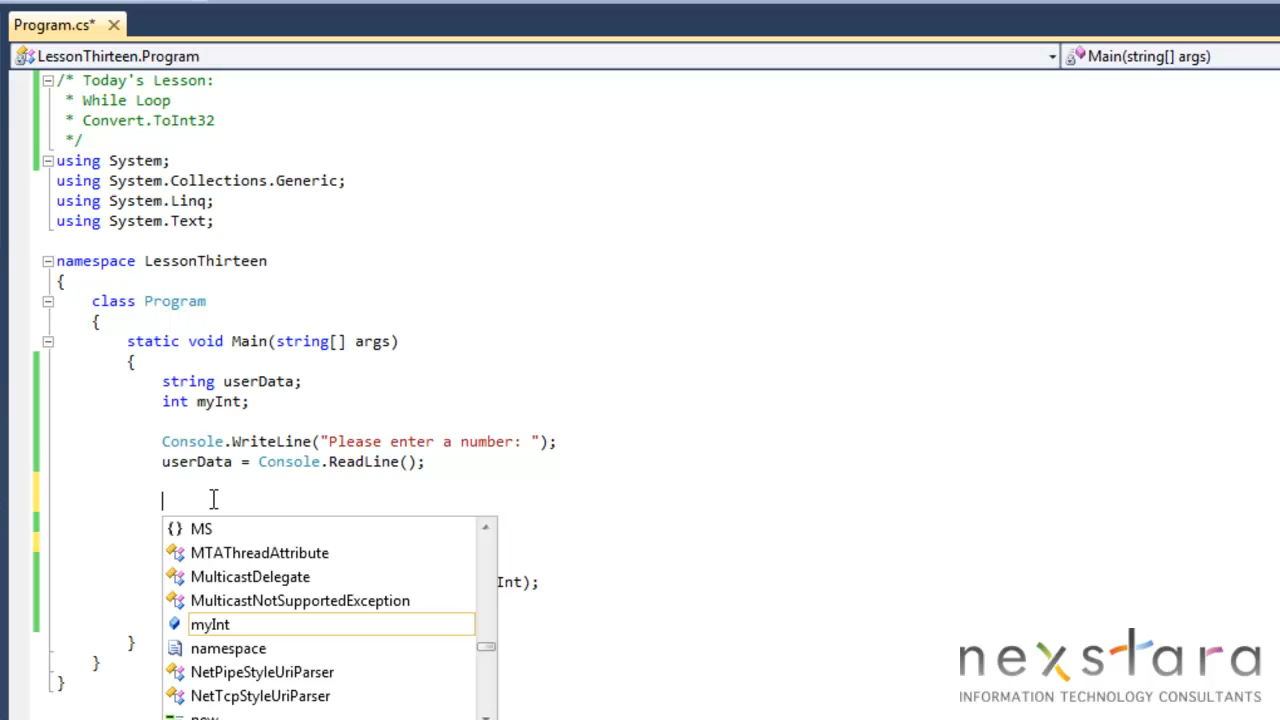 Program.cs*
LessonThirteen.Program
Main(string[] args)
/* Today's Lesson:
* While Loop
* Convert.ToInt32
*/
using System;
using System.Collections.Generic;
using System.Linq;
using System.Text;
namespace LessonThirteen
{
class Program
{
static void Main(string[] args)
{
string userData;
int myInt;
Console.WriteLine("Please enter a number: ");
userData = Console.ReadLine();
{} MS
MTAThreadAttribute
MulticastDelegate
Int);
MulticastNotSupportedException
myInt
}
namespace
}
NetPipeStyleUriParser
}
NetTcpStyleUriParser
nexstara
INFORMATION TECHNOLOGY CONSULTANTS